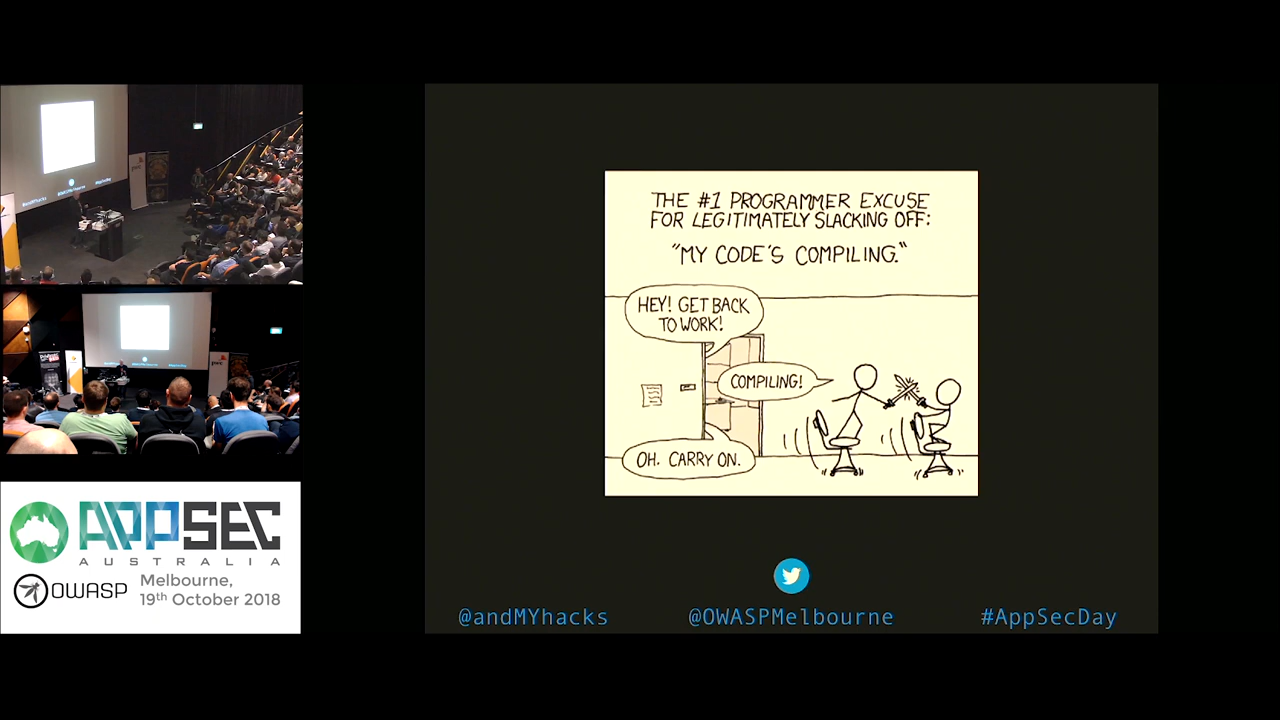 THE #1 PROGRAMMER EXCUSE
FOR LEGITIMATELY SLACKING OFF:
"MY CODE'S COMPILING."
HEY! GET BACK
TO WORK!
COMPILING!
OH. CARRY ON.
@andMYhacks
@OWASPMelbourne
#AppSecDay
APPSEC
AUSTRALIA
OWASP
Melbourne,
19th October 2018